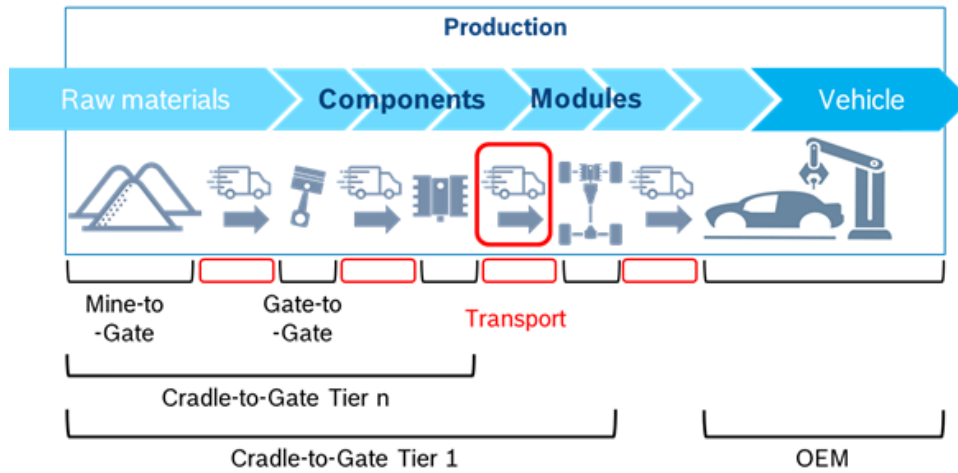 Production
Raw materials
Components
Modules
Vehicle
Mine-to
-Gate
Gate-to
-Gate
Transport
Cradle-to-Gate Tier n
Cradle-to-Gate Tier 1
OEM